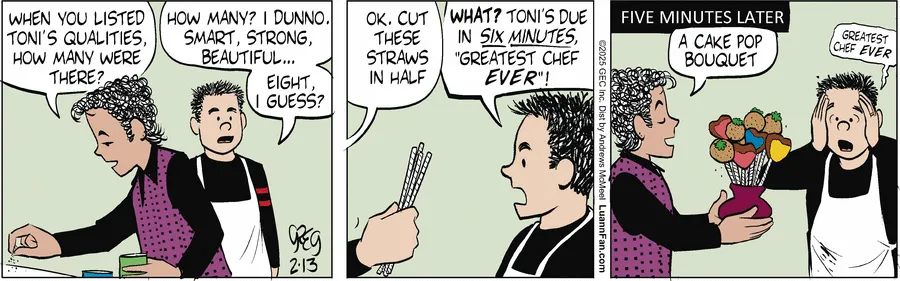 WHEN YOU LISTED
TONI'S QUALITIES,
HOW MANY WERE
THERE?
HOW MANY? I DUNNO.
SMART, STRONG,
BEAUTIFUL...
EIGHT,
I GUESS?
GREG
2·13
OK. CUT
THESE
STRAWS
IN HALF
WHAT? TONI'S DUE
IN SIX MINUTES,
"GREATEST CHEF
EVER"!
©2025 GEC Inc. Dist by Andrews McMeel LuannFan.com
FIVE MINUTES LATER
A CAKE POP
BOUQUET
GREATEST
CHEF EVER